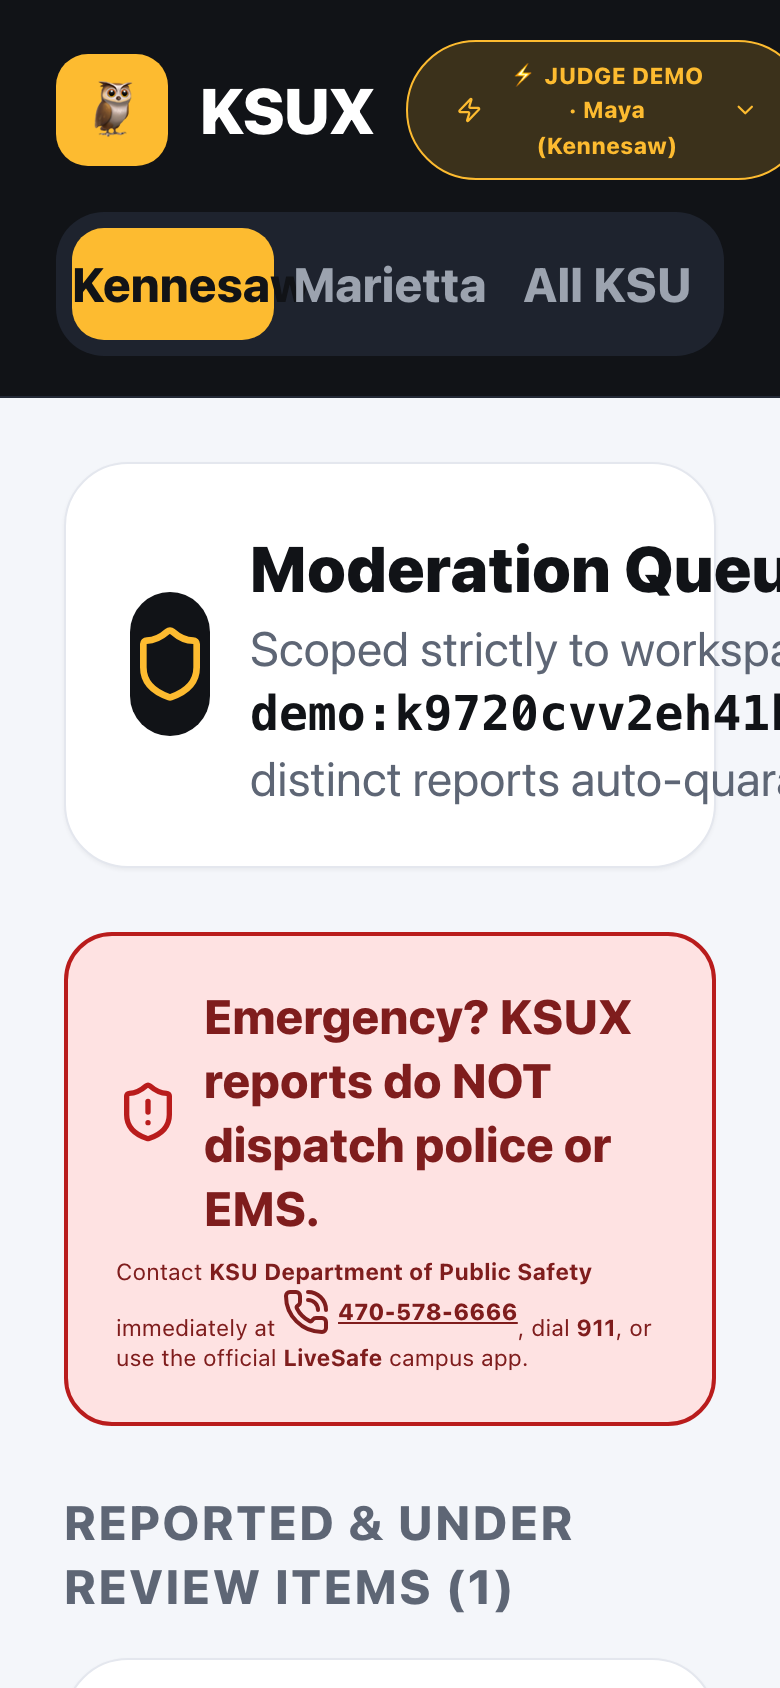 KSUX
⚡ JUDGE DEMO
· Maya
(Kennesaw)
Kennesaw
Marietta
All KSU
Moderation Queu
Scoped strictly to workspa
demo:k9720cvv2eh41
distinct reports auto-quara
Emergency? KSUX
reports do NOT
dispatch police or
EMS.
Contact KSU Department of Public Safety
immediately at 470-578-6666, dial 911, or
use the official LiveSafe campus app.
REPORTED & UNDER
REVIEW ITEMS (1)